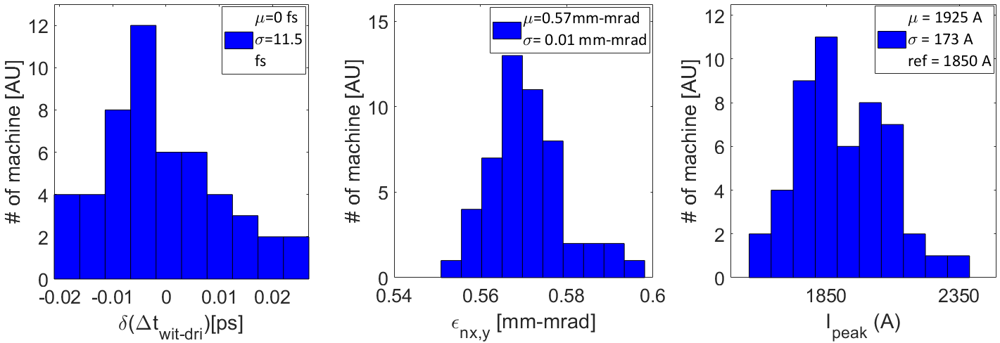 μ=0 fs
σ=11.5
fs
12
10
8
6
4
2
0
# of machine [AU]
-0.02 -0.01 0 0.01 0.02
δ(Δt_wit-dri)[ps]
μ=0.57mm-mrad
σ= 0.01 mm-mrad
15
10
5
0
# of machine [AU]
0.54 0.56 0.58 0.6
ϵ_nx,y [mm-mrad]
μ = 1925 A
σ = 173 A
ref = 1850 A
12
10
8
6
4
2
0
# of machine [AU]
1850 2350
I_peak (A)